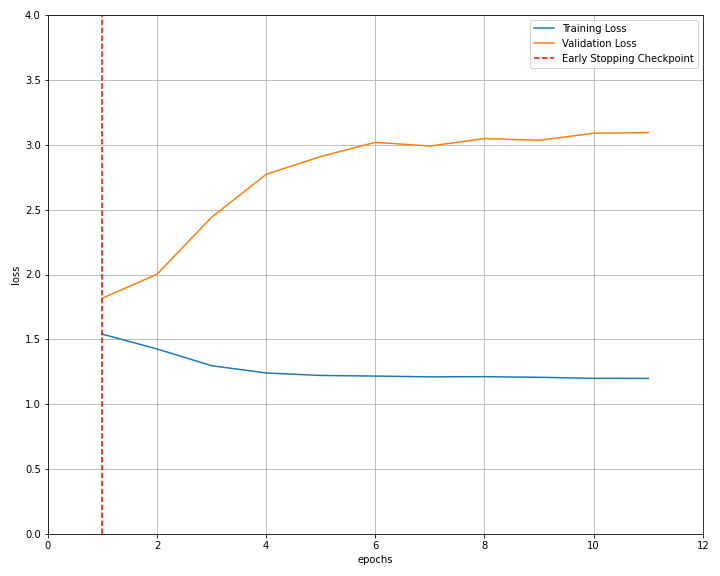 Training Loss
Validation Loss
Early Stopping Checkpoint
4.0
3.5
3.0
2.5
2.0
1.5
1.0
0.5
0.0
loss
0 2 4 6 8 10 12
epochs